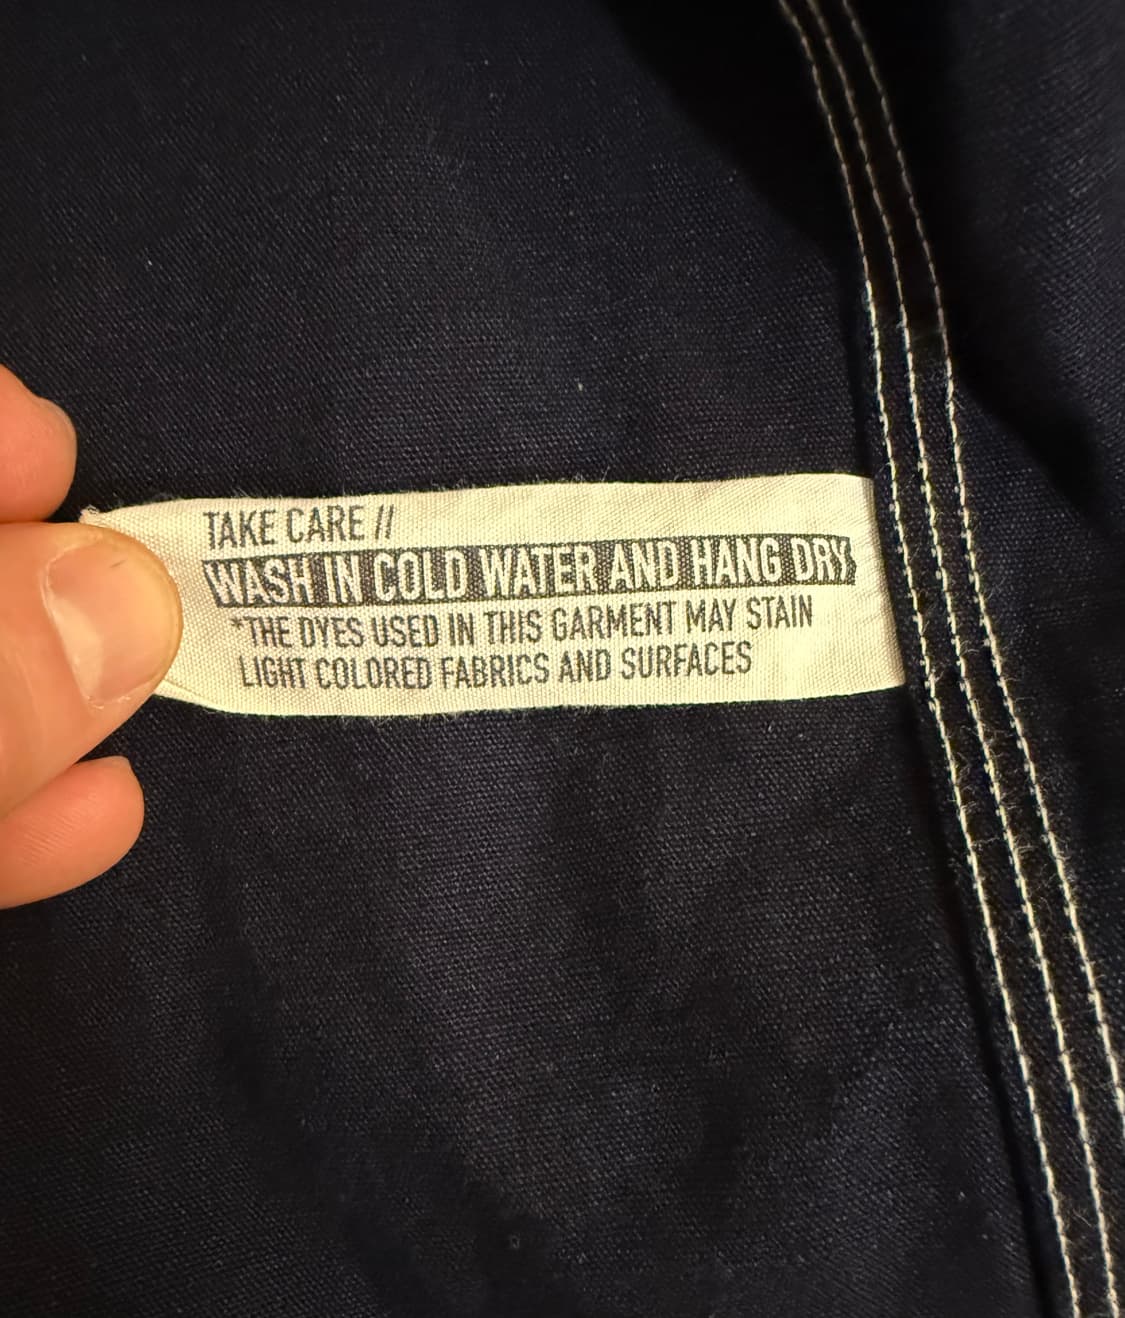 TAKE CARE //
WASH IN COLD WATER AND HANG DRY
*THE DYES USED IN THIS GARMENT MAY STAIN
LIGHT COLORED FABRICS AND SURFACES